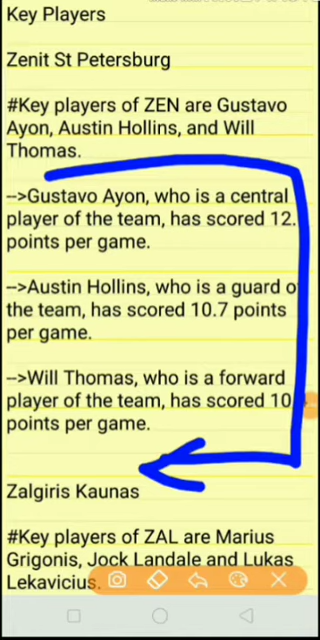 Key Players
Zenit St Petersburg
#Key players of ZEN are Gustavo
Ayon, Austin Hollins, and Will
Thomas.
-->Gustavo Ayon, who is a central
player of the team, has scored 12.
points per game.
-->Austin Hollins, who is a guard o
the team, has scored 10.7 points
per game.
-->Will Thomas, who is a forward
player of the team, has scored 10
points per game.
Zalgiris Kaunas
#Key players of ZAL are Marius
Grigonis, Jock Landale and Lukas
Lekavicius.